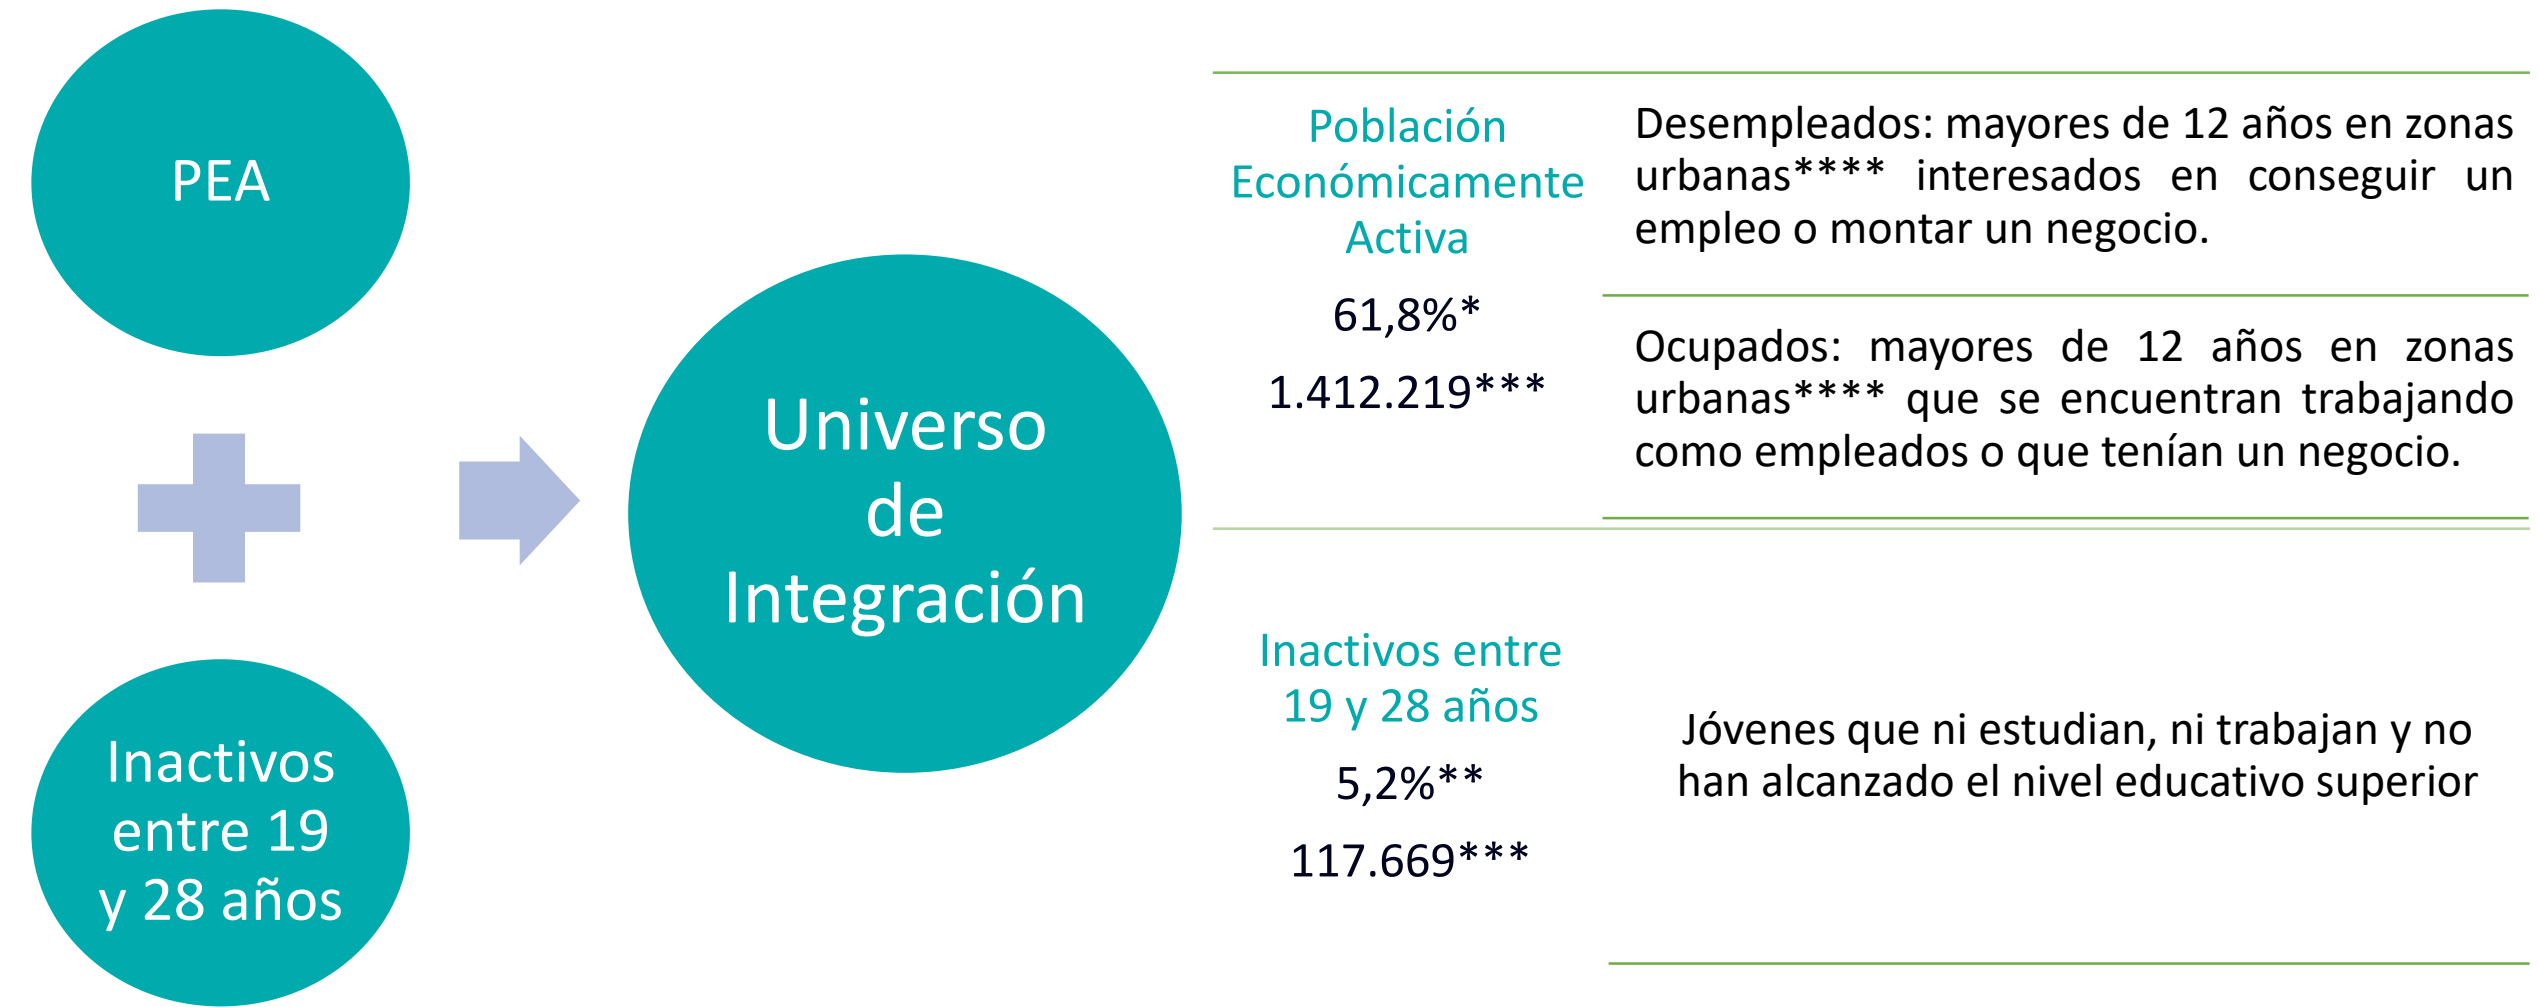 PEA
Inactivos
entre 19
y 28 años
Universo
de
Integración
Población
Económicamente
Activa
61,8%*
1.412.219***
Desempleados: mayores de 12 años en zonas
urbanas**** interesados en conseguir un
empleo o montar un negocio.
Ocupados: mayores de 12 años en zonas
urbanas**** que se encuentran trabajando
como empleados o que tenían un negocio.
Inactivos entre
19 y 28 años
5,2%**
117.669***
Jóvenes que ni estudian, ni trabajan y no
han alcanzado el nivel educativo superior